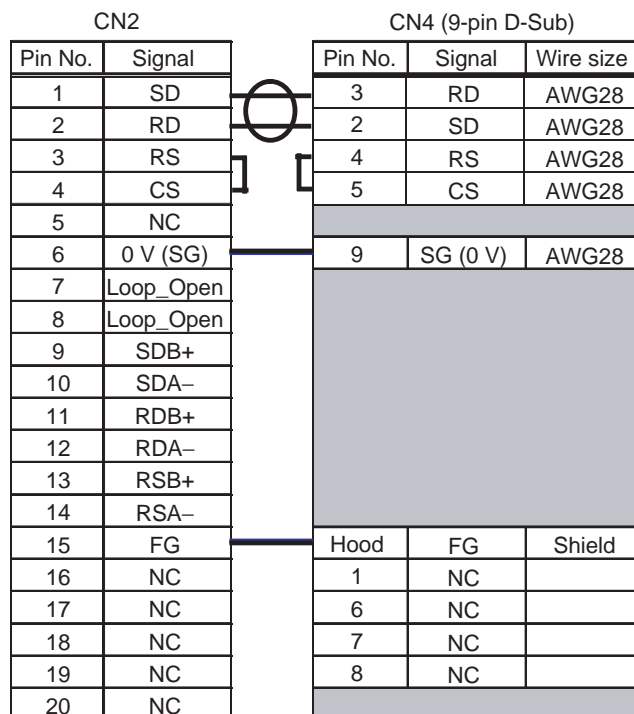 CN2 CN4 (9-pin D-Sub)
Pin No. Signal Pin No. Signal Wire size
1 SD 3 RD AWG28
2 RD 2 SD AWG28
3 RS 4 RS AWG28
4 CS 5 CS AWG28
5 NC
6 0 V (SG) 9 SG (0 V) AWG28
7 Loop_Open
8 Loop_Open
9 SDB+
10 SDA−
11 RDB+
12 RDA−
13 RSB+
14 RSA−
15 FG Hood FG Shield
16 NC 1 NC
17 NC 6 NC
18 NC 7 NC
19 NC 8 NC
20 NC